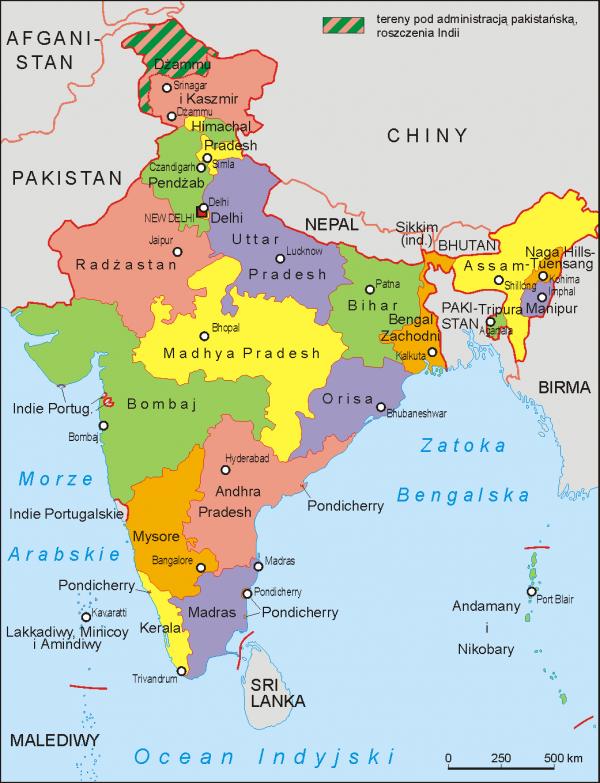 tereny pod administracją pakistańską,
roszczenia Indii
AFGANI-
STAN
Dżammu
Srinagar
i Kaszmir
Dżammu
CHINY
Himachal
Pradesh
Simla
Czandigarh
PAKISTAN
Pendżab
Delhi
NEW DELHI
Delhi
NEPAL
Sikkim
(ind.)
BHUTAN
Naga Hills-
Tuensang
Assam
Kohima
Shillong
Imphal
Jaipur
Radżastan
Uttar
Lucknow
Pradesh
Patna
Bihar
Bengal
Zachodni
Kalkuta
PAKI-
STAN
Tripura
Manipur
Agartala
BIRMA
Bhopal
Madhya Pradesh
Orisa
Bhubaneshwar
Indie Portug.
Bombaj
Bombaj
Zatoka
Bengalska
Morze
Arabskie
Indie Portugalskie
Hyderabad
Andhra
Pradesh
Pondicherry
Mysore
Bangalore
Madras
Pondicherry
Pondicherry
Pondicherry
Madras
Kerala
Kavaratti
Lakkadiwy, Minicoy
i Amindiwy
Trivandrum
Port Blair
Andamany
i
Nikobary
SRI
LANKA
MALEDIWY
Ocean Indyjski
0 250 500 km